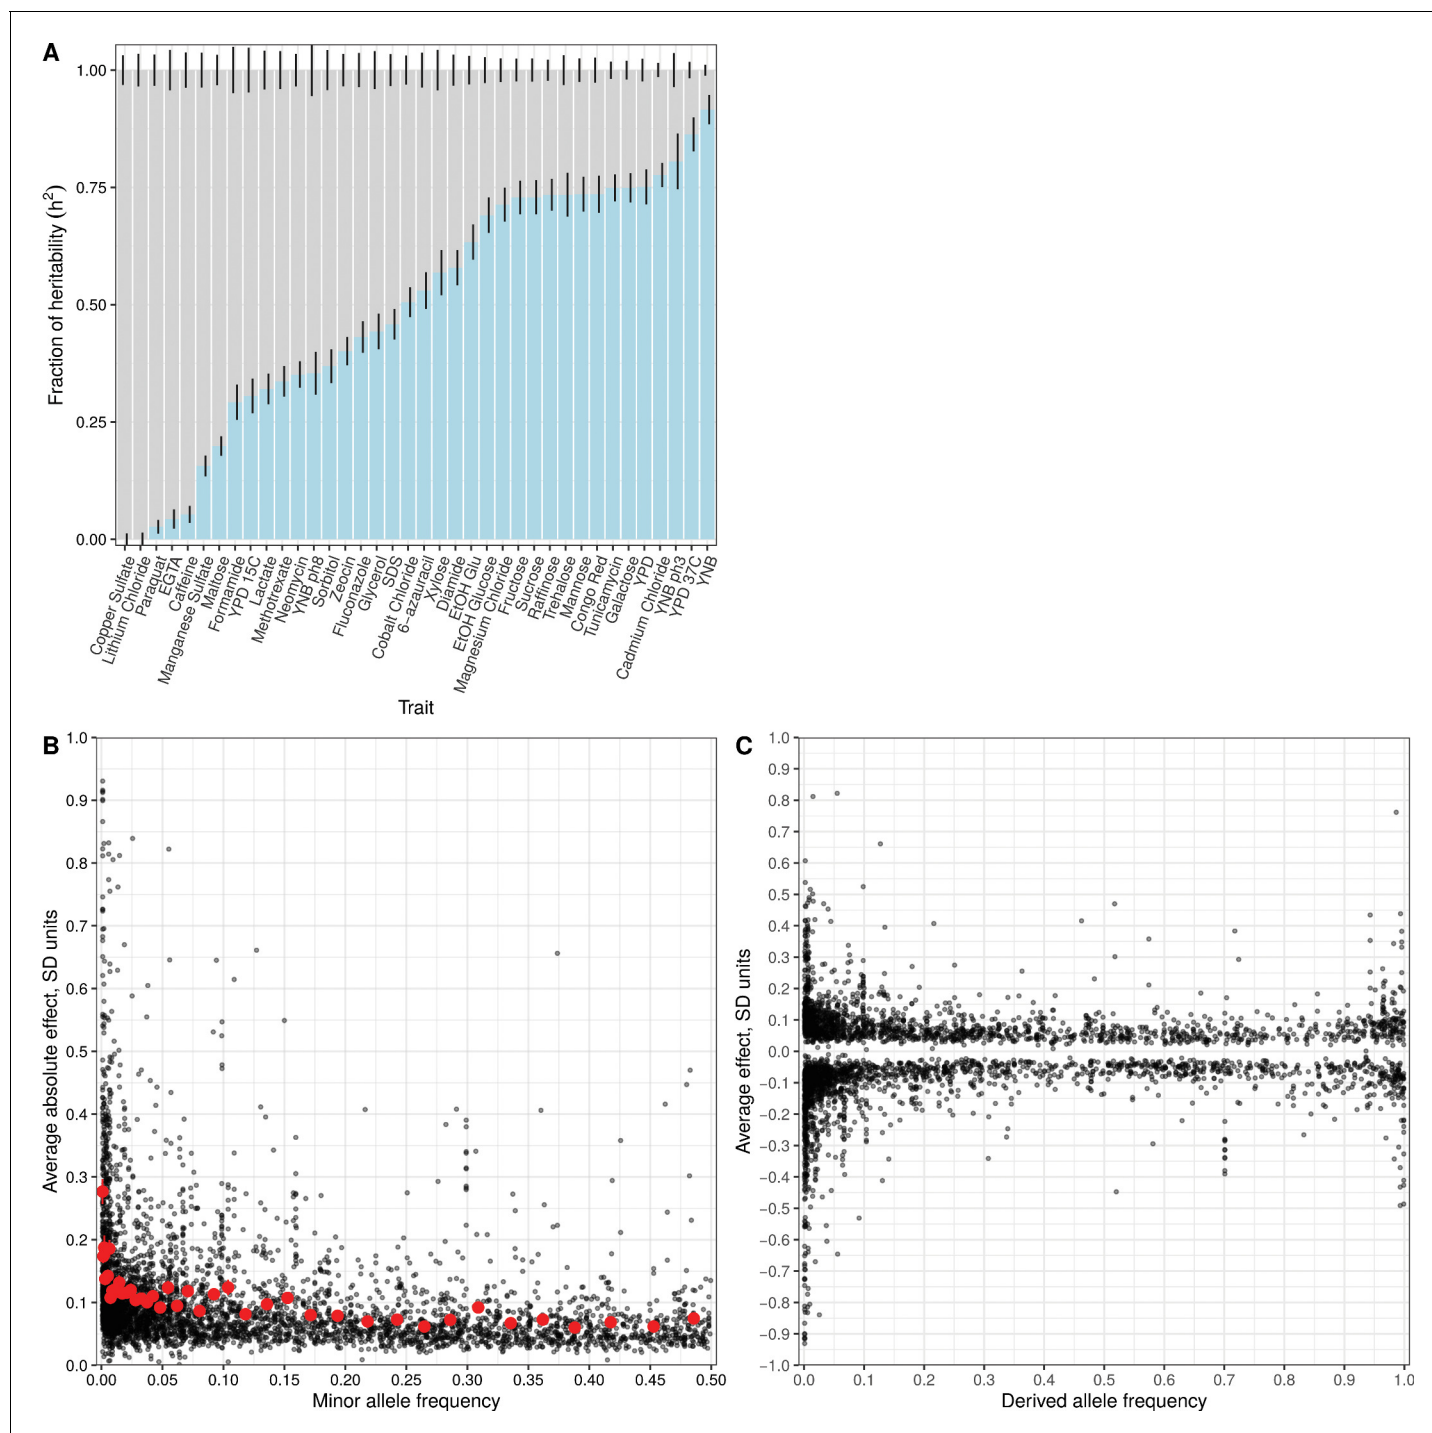 A
1.00
0.75
0.50
0.25
0.00
Fraction of heritability (h2)
Copper Sulfate
Lithium Chloride
Paraquat
EGTA
Caffeine
Manganese Sulfate
Maltose
Formamide
YPD 15C
Lactate
Methotrexate
Neomycin
YNB ph8
Sorbitol
Zeocin
Fluconazole
Glycerol
SDS
Cobalt Chloride
6−azauracil
Xylose
Diamide
EtOH Glu
EtOH Glucose
Magnesium Chloride
Fructose
Sucrose
Raffinose
Trehalose
Mannose
Congo Red
Tunicamycin
Galactose
YPD
Cadmium Chloride
YNB ph3
YPD 37C
YNB
Trait
B
1.0
0.9
0.8
0.7
0.6
0.5
0.4
0.3
0.2
0.1
0.0
Average absolute effect, SD units
0.00 0.05 0.10 0.15 0.20 0.25 0.30 0.35 0.40 0.45 0.50
Minor allele frequency
C
1.0
0.9
0.8
0.7
0.6
0.5
0.4
0.3
0.2
0.1
0.0
−0.1
−0.2
−0.3
−0.4
−0.5
−0.6
−0.7
−0.8
−0.9
−1.0
Average effect, SD units
0.0 0.1 0.2 0.3 0.4 0.5 0.6 0.7 0.8 0.9 1.0
Derived allele frequency